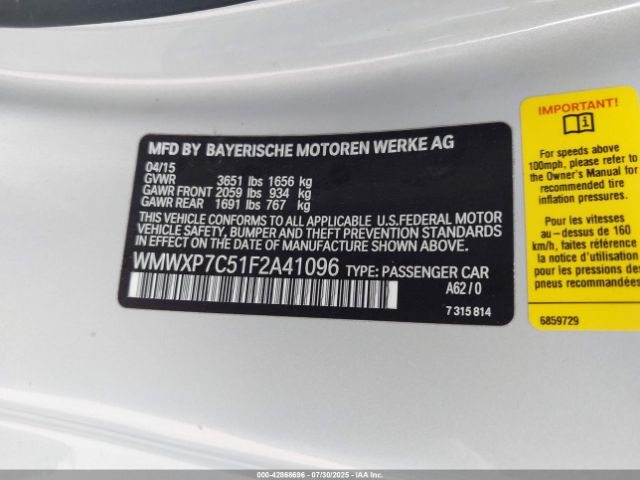 MFD BY BAYERISCHE MOTOREN WERKE AG
04/15
GVWR 3651 lbs 1656 kg
GAWR FRONT 2059 lbs 934 kg
GAWR REAR 1691 lbs 767 kg
THIS VEHICLE CONFORMS TO ALL APPLICABLE U.S.FEDERAL MOTOR
VEHICLE SAFETY, BUMPER AND THEFT PREVENTION STANDARDS
IN EFFECT ON THE DATE OF MANUFACTURE SHOWN ABOVE.
WMWXP7C51F2A41096 TYPE: PASSENGER CAR
A62/0
7 315 814
IMPORTANT!
For speeds above
100mph, please refer to
the Owner's Manual for
recommended tire
inflation pressures.
Pour les vitesses
au-dessus de 160
km/h, faites référence
à la notice d'utilisation
pour les pressions des
pneus recommandées.
6859729
000-42868696 | 07/30/2025 | IAAI.COM